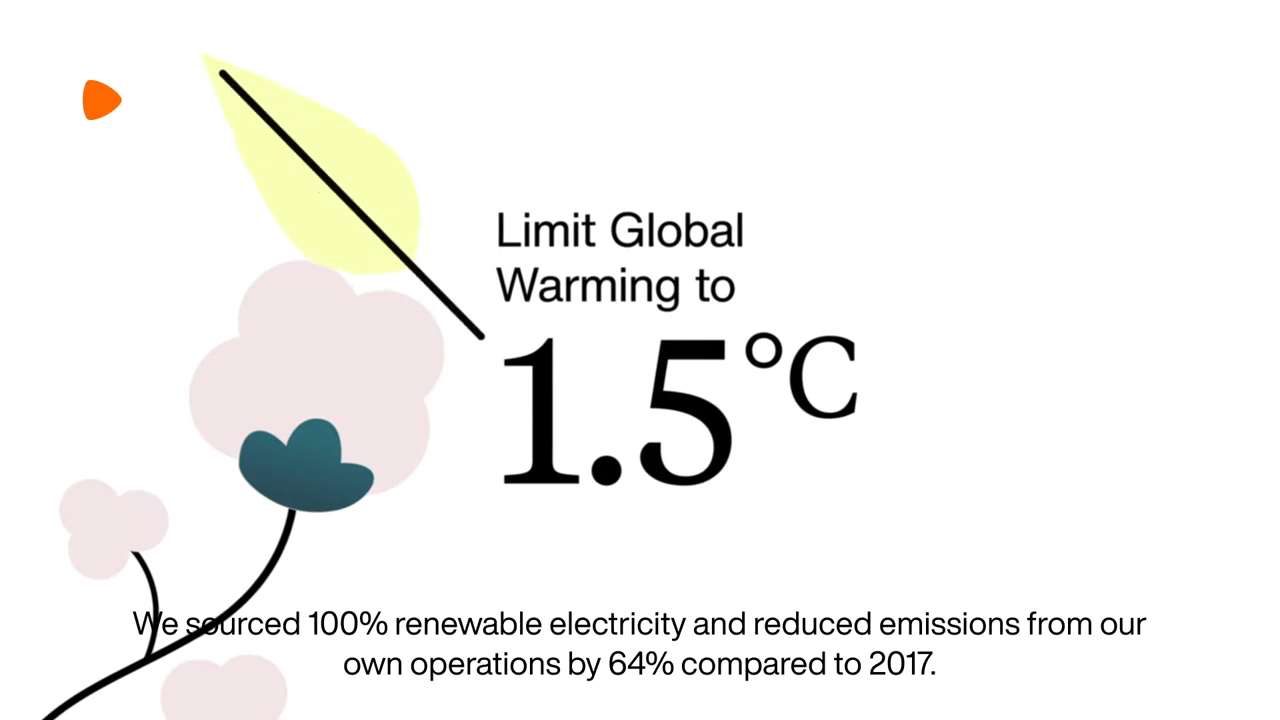 Limit Global
Warming to
1.5°C
We sourced 100% renewable electricity and reduced emissions from our
own operations by 64% compared to 2017.